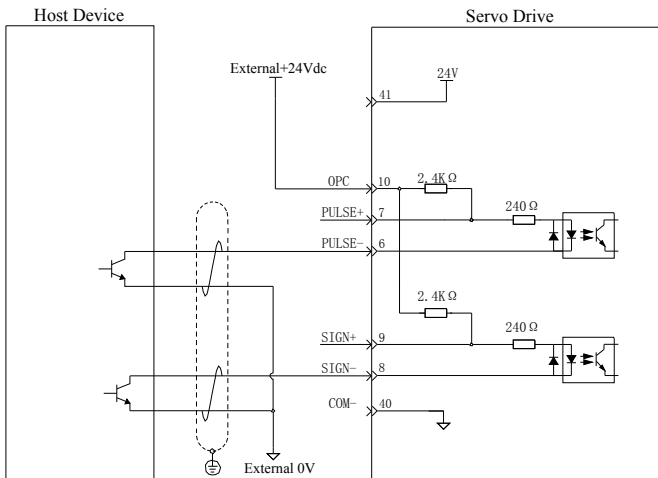 Host Device
Servo Drive
External+24Vdc
24V
41
OPC
10
2.4KΩ
PULSE+
7
240Ω
PULSE-
6
2.4KΩ
SIGN+
9
240Ω
SIGN-
8
COM-
40
External 0V